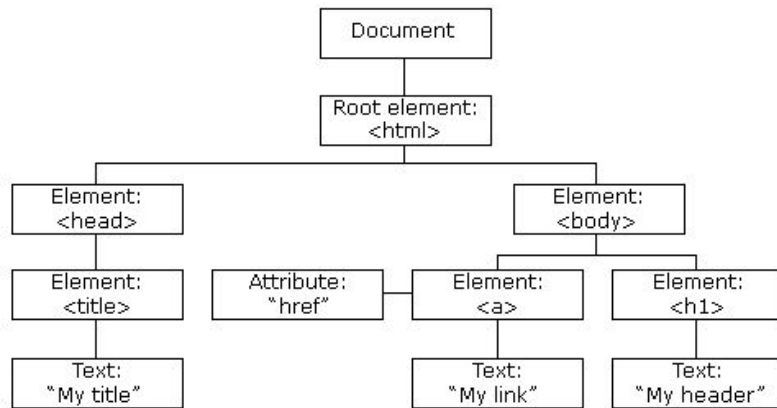 Document
Root element:
<html>
Element:
<head>
Element:
<body>
Element:
<title>
Attribute:
“href”
Element:
<a>
Element:
<h1>
Text:
“My title”
Text:
“My link”
Text:
“My header”